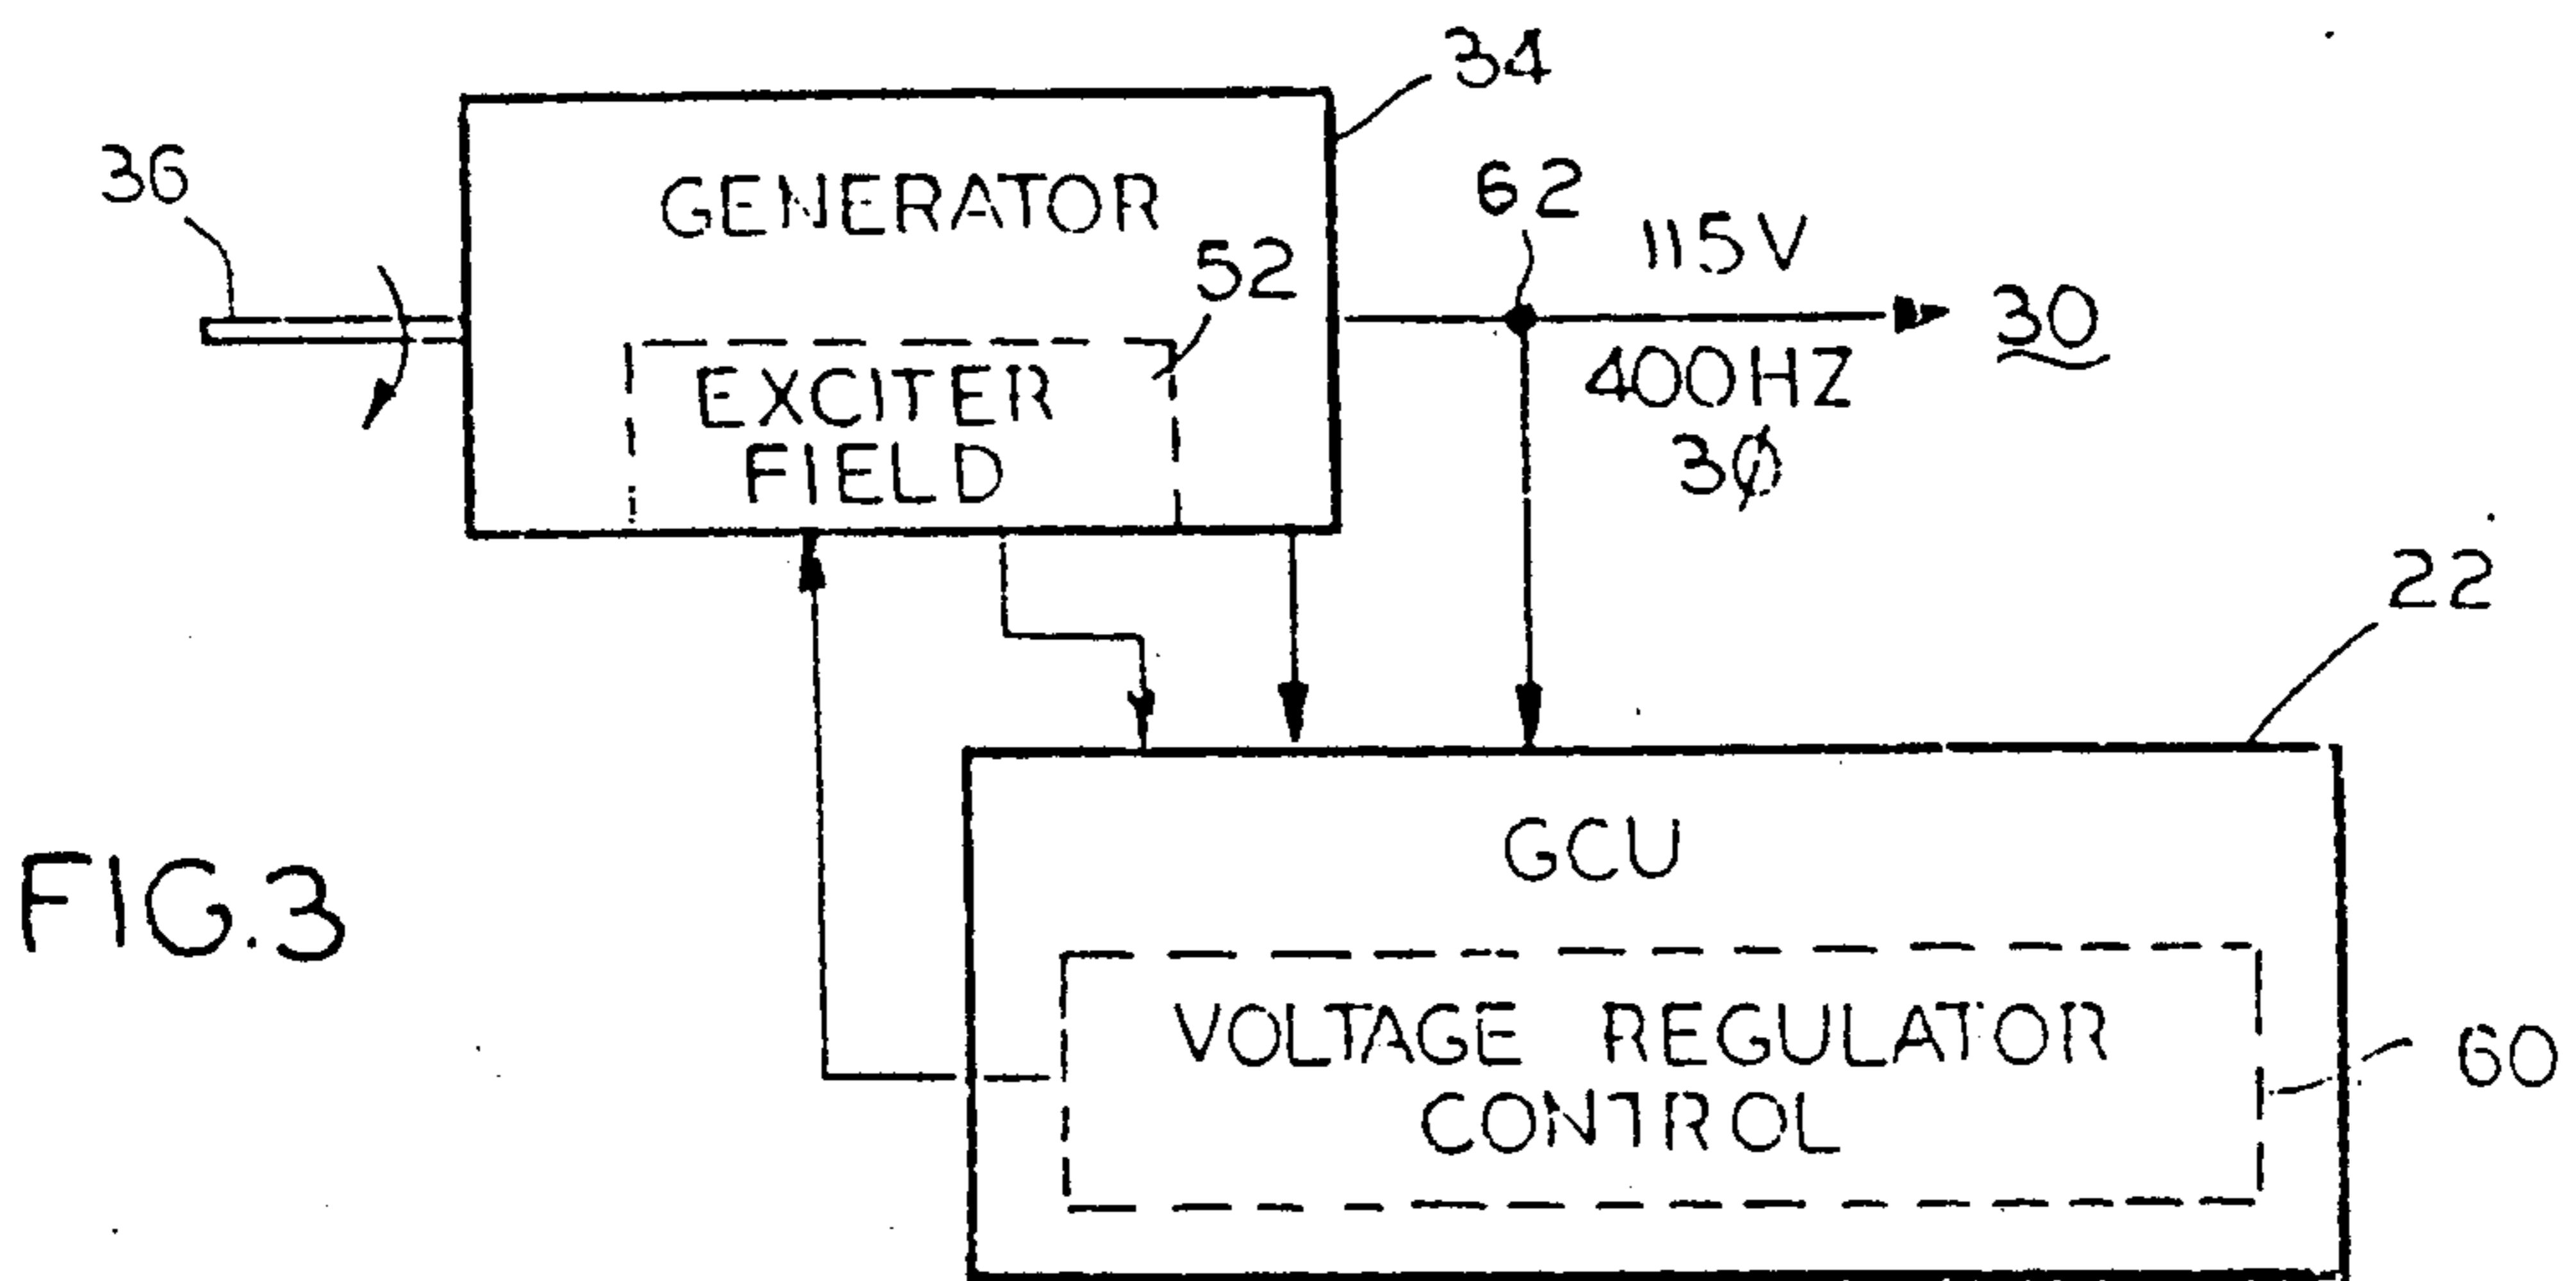 34
36
GENERATOR
62
115V
52
30
EXCITER
FIELD
400HZ
3Ø
22
GCU
FIG.3
VOLTAGE REGULATOR
CONTROL
60